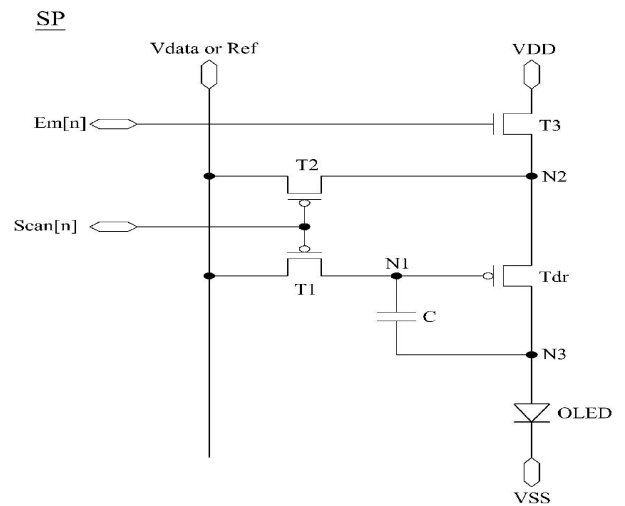 SP
Vdata or Ref
VDD
Em[n]
T3
T2
N2
Scan[n]
N1
Tdr
T1
C
N3
OLED
VSS